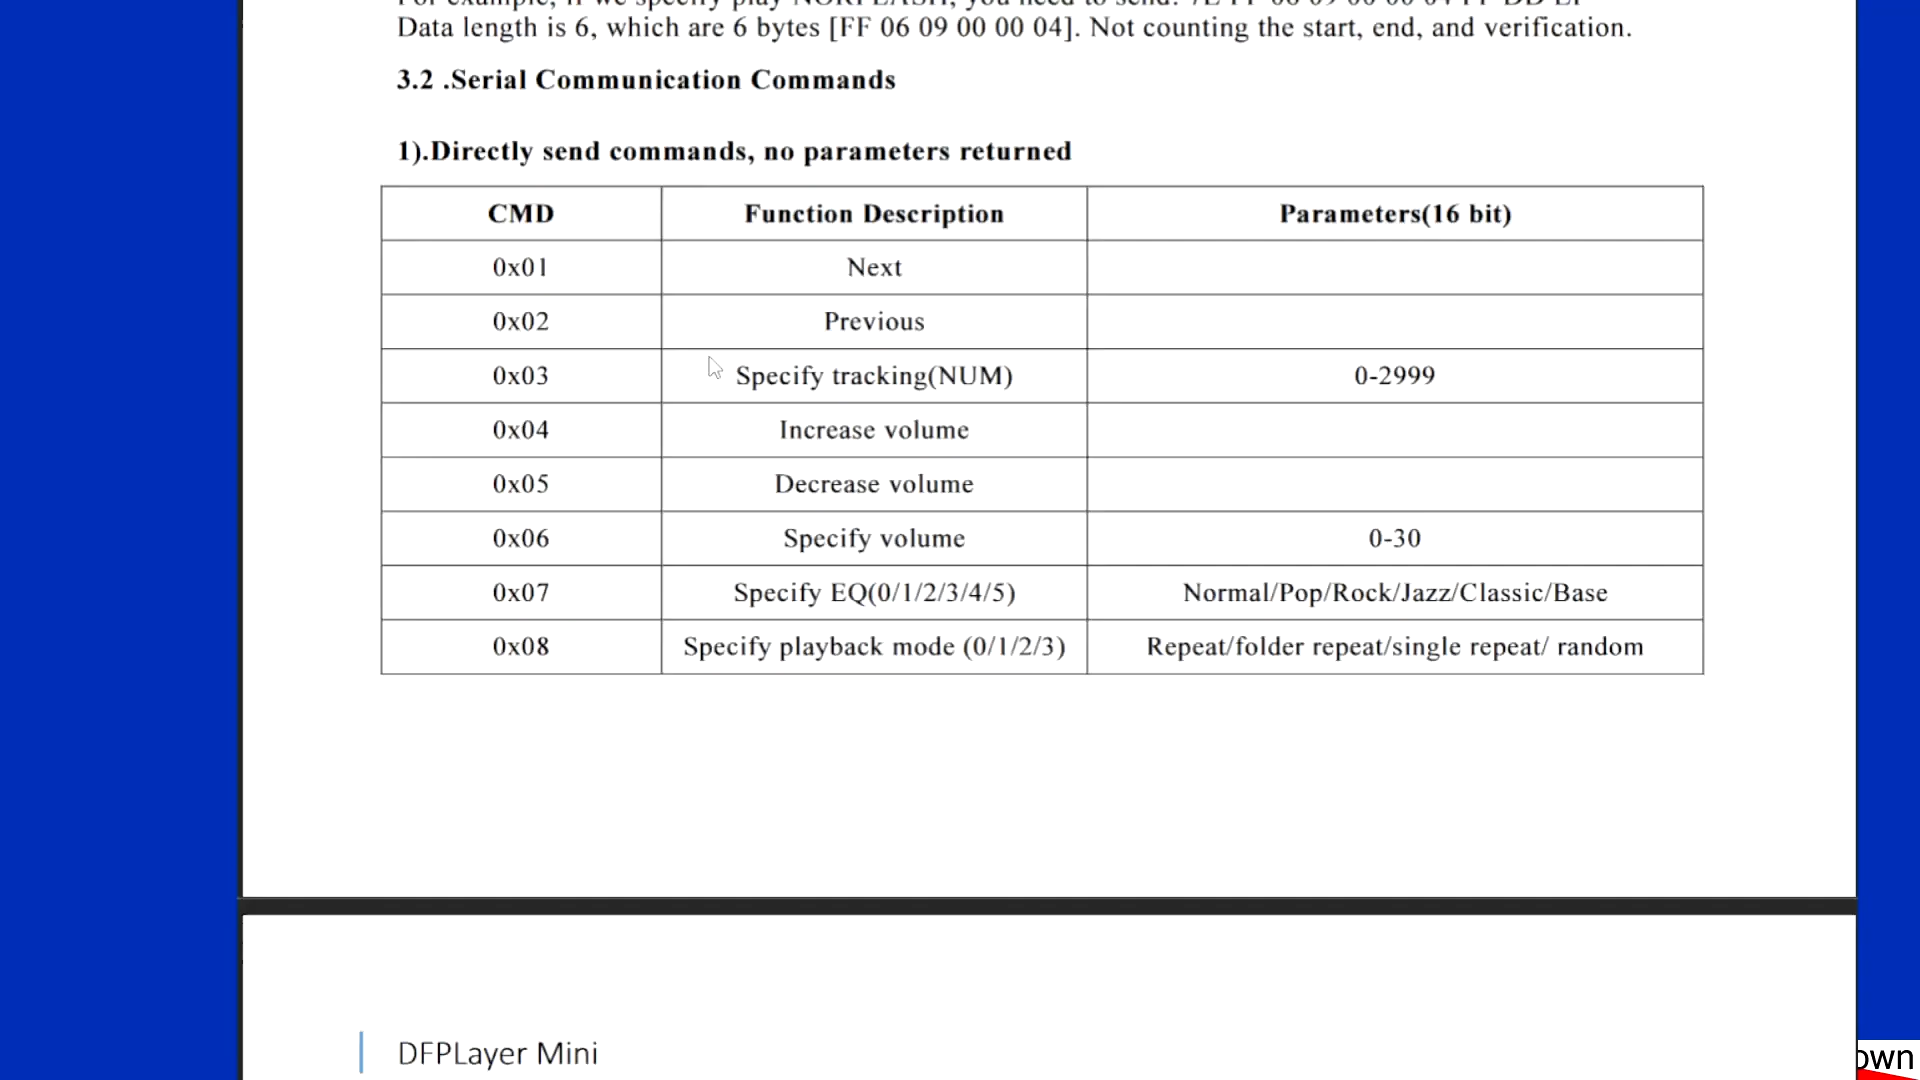 Data length is 6, which are 6 bytes [FF 06 09 00 00 04]. Not counting the start, end, and verification.
3.2 .Serial Communication Commands
1).Directly send commands, no parameters returned
CMD Function Description Parameters(16 bit)
0x01 Next
0x02 Previous
0x03 Specify tracking(NUM) 0-2999
0x04 Increase volume
0x05 Decrease volume
0x06 Specify volume 0-30
0x07 Specify EQ(0/1/2/3/4/5) Normal/Pop/Rock/Jazz/Classic/Base
0x08 Specify playback mode (0/1/2/3) Repeat/folder repeat/single repeat/ random
DFPLayer Mini
own